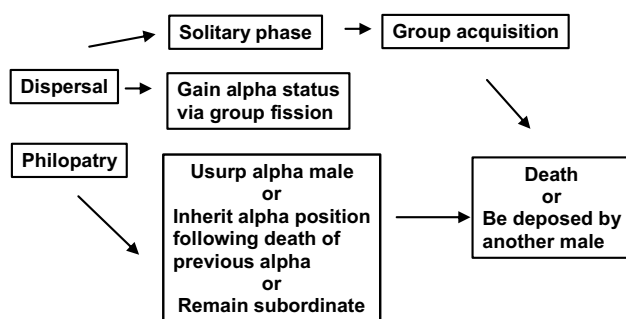 Solitary phase
Group acquisition
Dispersal
Gain alpha status
via group fission
Philopatry
Usurp alpha male
or
Inherit alpha position
following death of
previous alpha
or
Remain subordinate
Death
or
Be deposed by
another male